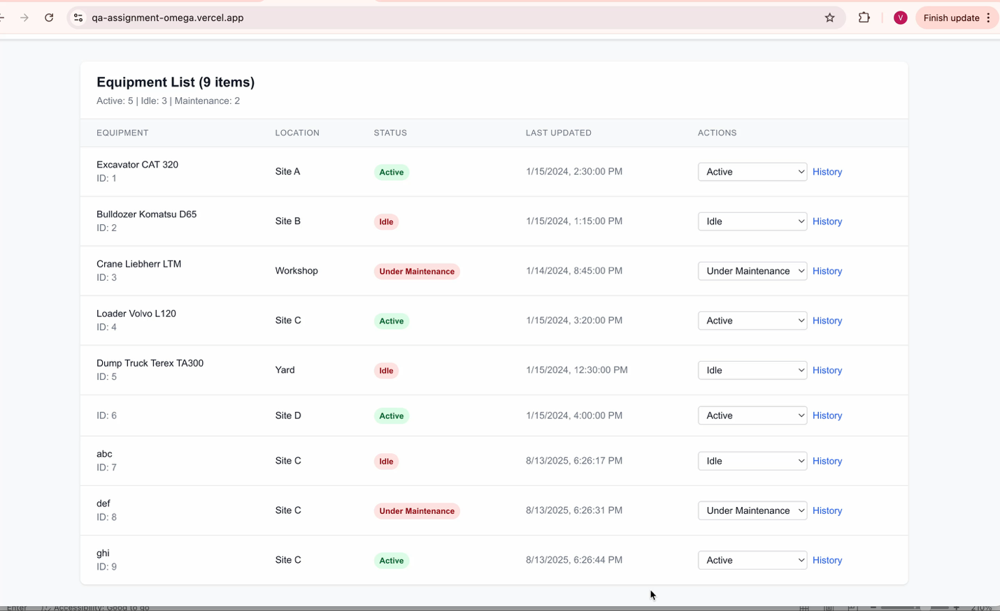 qa-assignment-omega.vercel.app
V
Finish update
Equipment List (9 items)
Active: 5 | Idle: 3 | Maintenance: 2
EQUIPMENT LOCATION STATUS LAST UPDATED ACTIONS
Excavator CAT 320
ID: 1
Site A Active 1/15/2024, 2:30:00 PM Active History
Bulldozer Komatsu D65
ID: 2
Site B Idle 1/15/2024, 1:15:00 PM Idle History
Crane Liebherr LTM
ID: 3
Workshop Under Maintenance 1/14/2024, 8:45:00 PM Under Maintenance History
Loader Volvo L120
ID: 4
Site C Active 1/15/2024, 3:20:00 PM Active History
Dump Truck Terex TA300
ID: 5
Yard Idle 1/15/2024, 12:30:00 PM Idle History
ID: 6 Site D Active 1/15/2024, 4:00:00 PM Active History
abc
ID: 7
Site C Idle 8/13/2025, 6:26:17 PM Idle History
def
ID: 8
Site C Under Maintenance 8/13/2025, 6:26:31 PM Under Maintenance History
ghi
ID: 9
Site C Active 8/13/2025, 6:26:44 PM Active History
Enter Accessibility: Good to go 210%